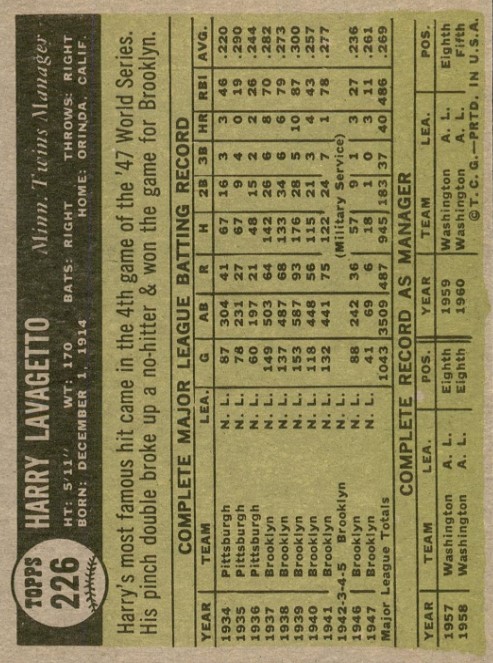 TOPPS
226
HARRY LAVAGETTO Minn. Twins Manager
HT: 5'11" WT: 170 BATS: RIGHT THROWS: RIGHT
BORN: DECEMBER 1, 1914 HOME: ORINDA, CALIF.
Harry's most famous hit came in the 4th game of the '47 World Series.
His pinch double broke up a no-hitter & won the game for Brooklyn.
COMPLETE MAJOR LEAGUE BATTING RECORD
YEAR TEAM LEA. G AB R H 2B 3B HR RBI AVG.
1934 Pittsburgh N. L. 87 304 41 67 16 3 3 46 .220
1935 Pittsburgh N. L. 78 231 27 67 9 4 0 19 .290
1936 Pittsburgh N. L. 60 197 21 48 15 2 2 26 .244
1937 Brooklyn N. L. 149 503 64 142 26 6 8 70 .282
1938 Brooklyn N. L. 137 487 68 133 34 6 6 79 .273
1939 Brooklyn N. L. 153 587 93 176 28 5 10 87 .300
1940 Brooklyn N. L. 118 448 56 115 21 3 4 43 .257
1941 Brooklyn N. L. 132 441 75 122 24 7 1 78 .277
1942-3-4-5 Brooklyn (Military Service)
1946 Brooklyn N. L. 88 242 36 57 9 1 3 27 .236
1947 Brooklyn N. L. 41 69 6 18 1 0 3 11 .261
Major League Totals 1043 3509 487 945 183 37 40 486 .269
COMPLETE RECORD AS MANAGER
YEAR TEAM LEA. POS. YEAR TEAM LEA. POS.
1957 Washington A. L. Eighth 1959 Washington A. L. Eighth
1958 Washington A. L. Eighth 1960 Washington A. L. Fifth
©T.C.G.—PRTD. IN U.S.A.